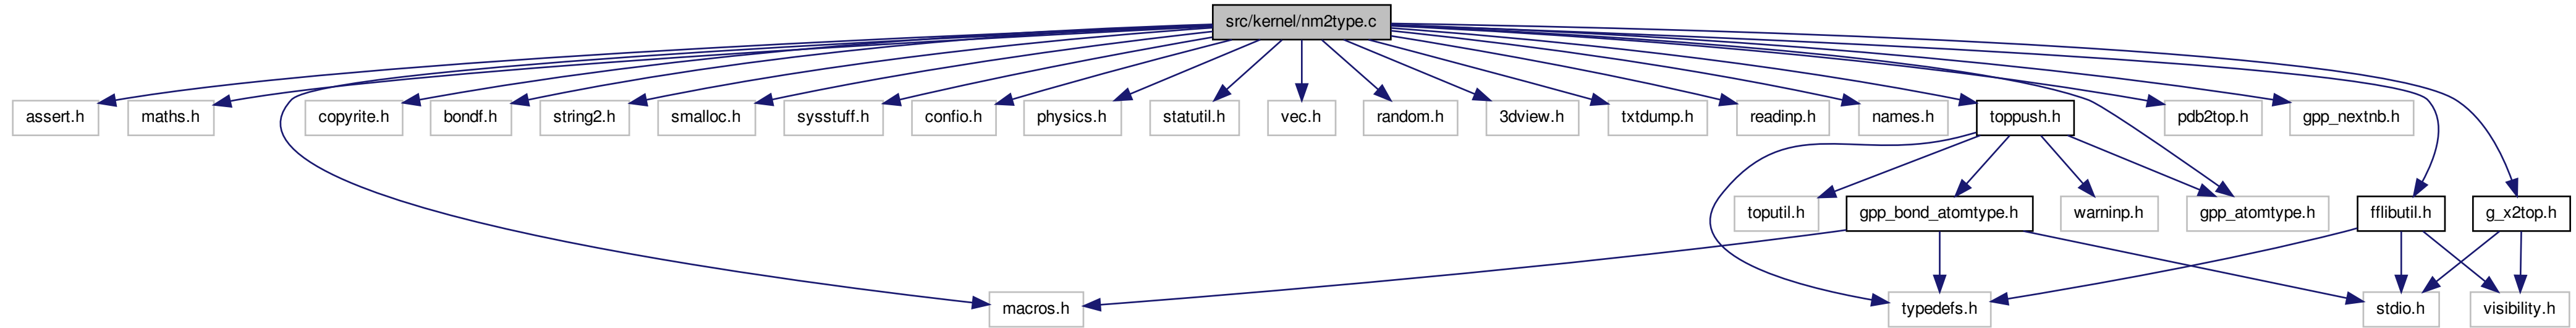 src/kernel/nm2type.c
assert.h
maths.h
copyrite.h
bondf.h
string2.h
smalloc.h
sysstuff.h
confio.h
physics.h
statutil.h
vec.h
random.h
3dview.h
txtdump.h
readinp.h
names.h
toppush.h
pdb2top.h
gpp_nextnb.h
toputil.h
gpp_bond_atomtype.h
warninp.h
gpp_atomtype.h
fflibutil.h
g_x2top.h
macros.h
typedefs.h
stdio.h
visibility.h